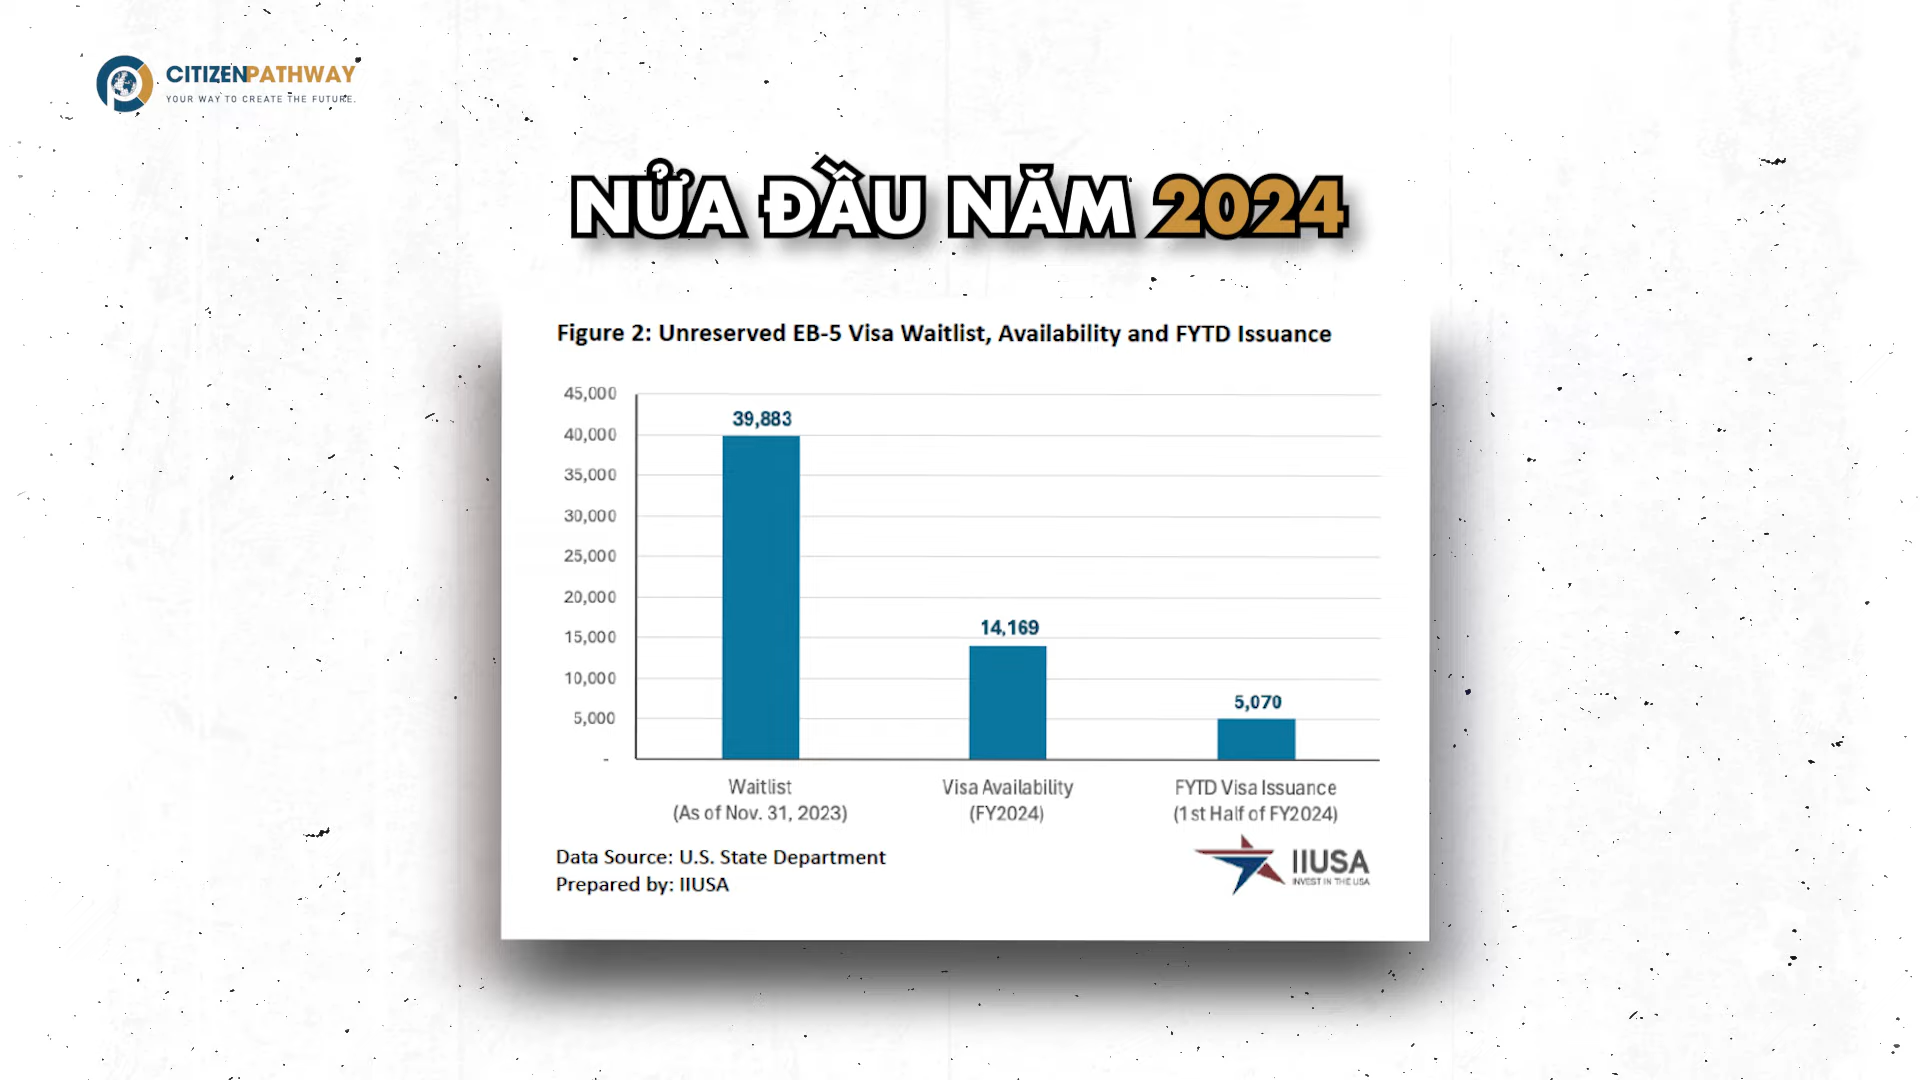 CITIZENPATHWAY
YOUR WAY TO CREATE THE FUTURE.
NỬA ĐẦU NĂM 2024
Figure 2: Unreserved EB-5 Visa Waitlist, Availability and FYTD Issuance
45,000
40,000
35,000
30,000
25,000
20,000
15,000
10,000
5,000
-
39,883
14,169
5,070
Waitlist
(As of Nov. 31, 2023)
Visa Availability
(FY2024)
FYTD Visa Issuance
(1st Half of FY2024)
Data Source: U.S. State Department
Prepared by: IIUSA
IIUSA
INVEST IN THE USA